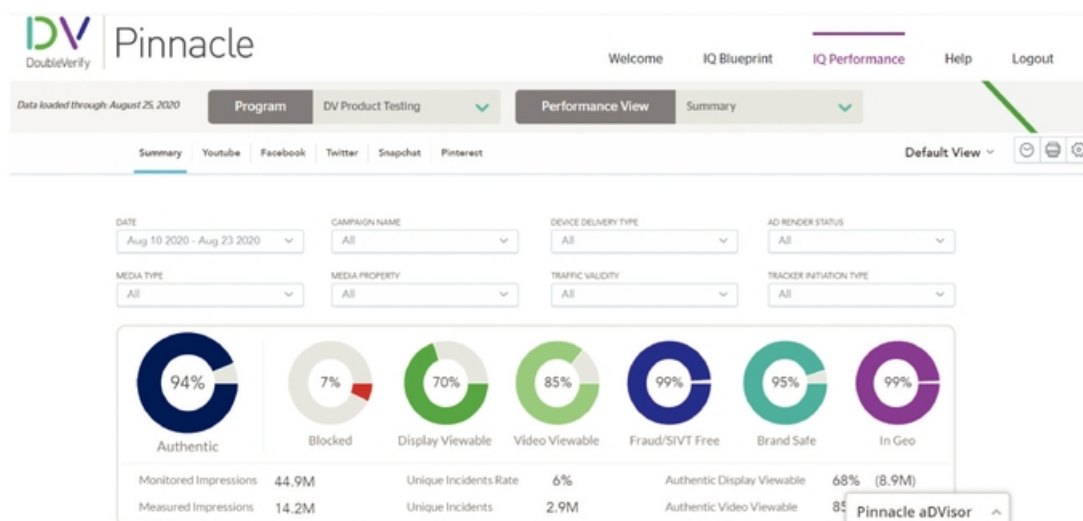 DV Pinnacle
DoubleVerify
Welcome IQ Blueprint IQ Performance Help Logout
Data loaded through: August 25, 2020 Program DV Product Testing Performance View Summary
Summary Youtube Facebook Twitter Snapchat Pinterest Default View
DATE CAMPAIGN NAME DEVICE DELIVERY TYPE AD RENDER STATUS
Aug 10 2020 - Aug 23 2020 All All All
MEDIA TYPE MEDIA PROPERTY TRAFFIC VALIDITY TRACKER INITIATION TYPE
All All All All
94% 7% 70% 85% 99% 95% 99%
Authentic Blocked Display Viewable Video Viewable Fraud/SIVT Free Brand Safe In Geo
Monitored Impressions 44.9M Unique Incidents Rate 6% Authentic Display Viewable 68% (8.9M)
Measured Impressions 14.2M Unique Incidents 2.9M Authentic Video Viewable
Pinnacle aDVisor